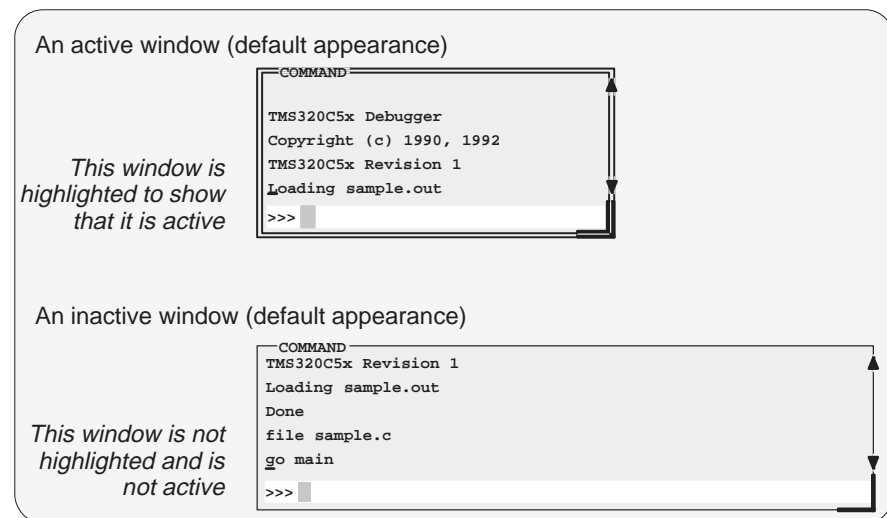 An active window (default appearance)
COMMAND
TMS320C5x Debugger
Copyright (c) 1990, 1992
TMS320C5x Revision 1
Loading sample.out
>>>
This window is
highlighted to show
that it is active
An inactive window (default appearance)
COMMAND
TMS320C5x Revision 1
Loading sample.out
Done
file sample.c
go main
>>>
This window is not
highlighted and is
not active